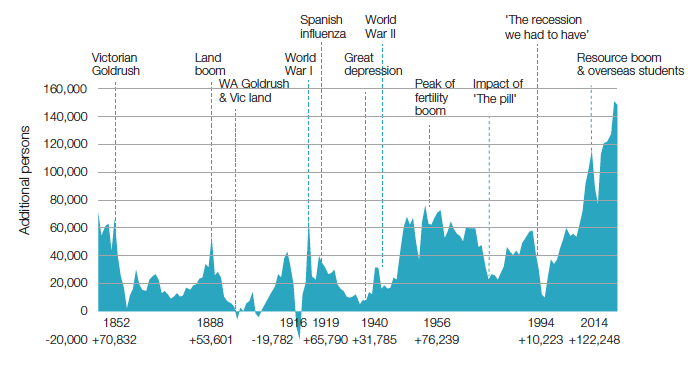 Spanish influenza
World War II
'The recession we had to have'
Victorian Goldrush
Land boom
World War I
Great depression
Resource boom & overseas students
WA Goldrush & Vic land
Peak of fertility boom
Impact of 'The pill'
Additional persons
160,000
140,000
120,000
100,000
80,000
60,000
40,000
20,000
0
-20,000
1852 1888 1916 1919 1940 1956 1994 2014
+70,832 +53,601 -19,782 +65,790 +31,785 +76,239 +10,223 +122,248